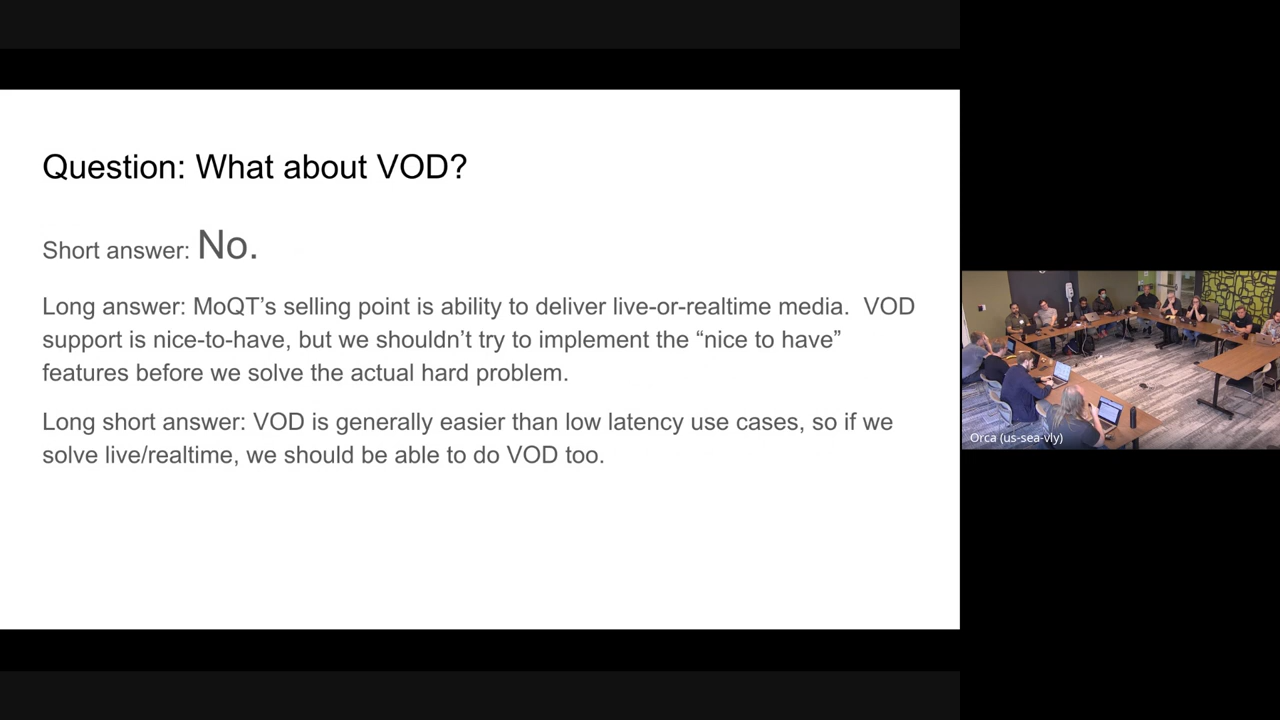 Question: What about VOD?
Short answer: No.
Long answer: MoQT’s selling point is ability to deliver live-or-realtime media.  VOD
support is nice-to-have, but we shouldn’t try to implement the “nice to have”
features before we solve the actual hard problem.
Long short answer: VOD is generally easier than low latency use cases, so if we
solve live/realtime, we should be able to do VOD too.
Orca (us-sea-vly)